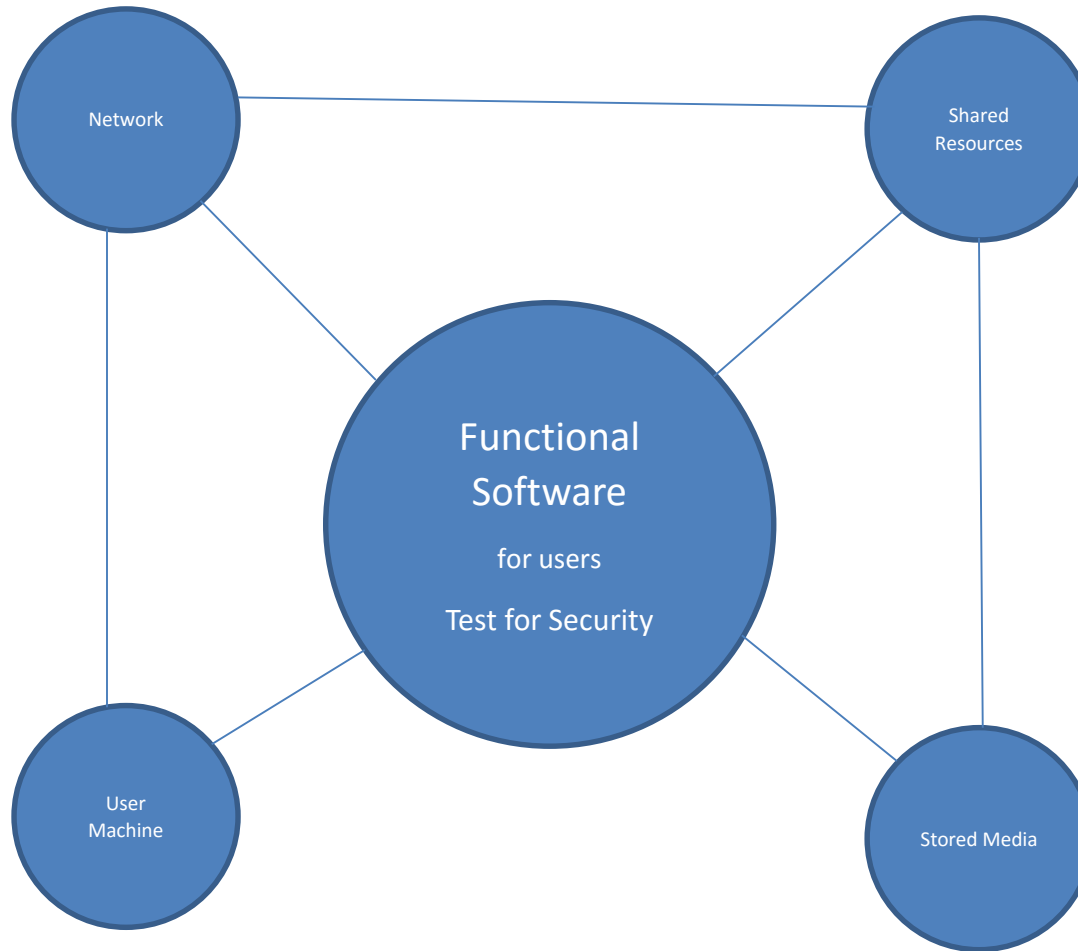 Network
Shared
Resources
Functional
Software
for users
Test for Security
User
Machine
Stored Media